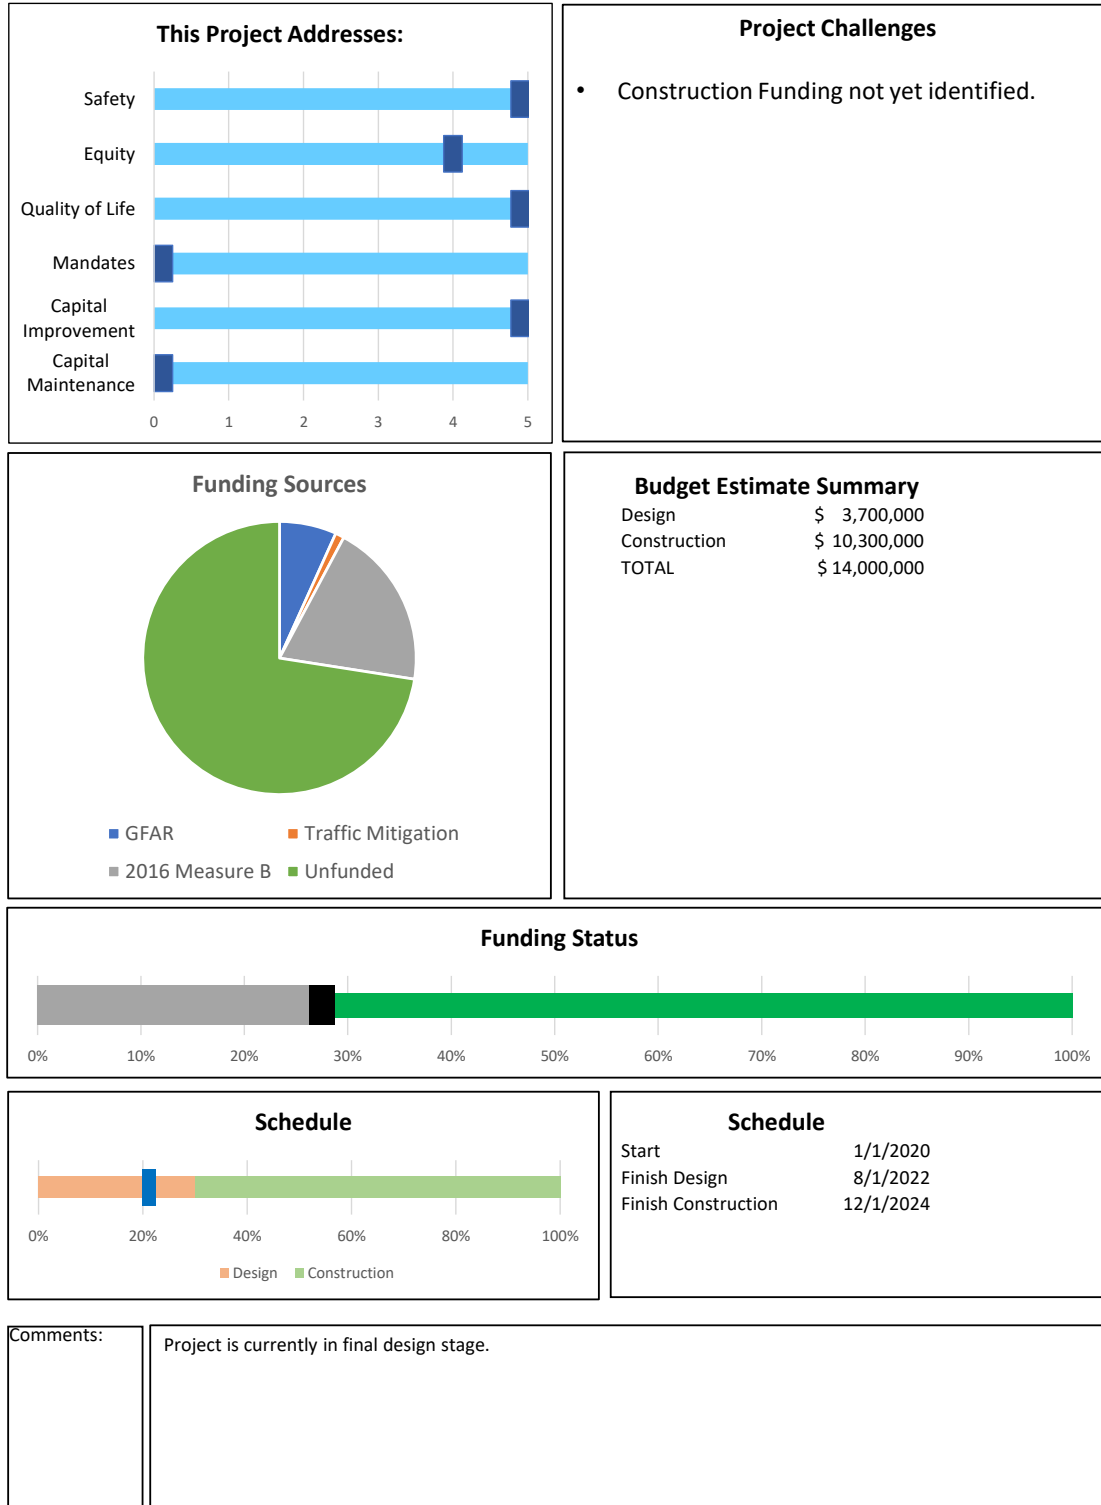 This Project Addresses:
Safety
Equity
Quality of Life
Mandates
Capital
Improvement
Capital
Maintenance
0 1 2 3 4 5
Project Challenges
• Construction Funding not yet identified.
Funding Sources
GFAR Traffic Mitigation
2016 Measure B Unfunded
Budget Estimate Summary
Design $ 3,700,000
Construction $ 10,300,000
TOTAL $ 14,000,000
Funding Status
0% 10% 20% 30% 40% 50% 60% 70% 80% 90% 100%
Schedule
0% 20% 40% 60% 80% 100%
Design Construction
Schedule
Start 1/1/2020
Finish Design 8/1/2022
Finish Construction 12/1/2024
Comments:
Project is currently in final design stage.